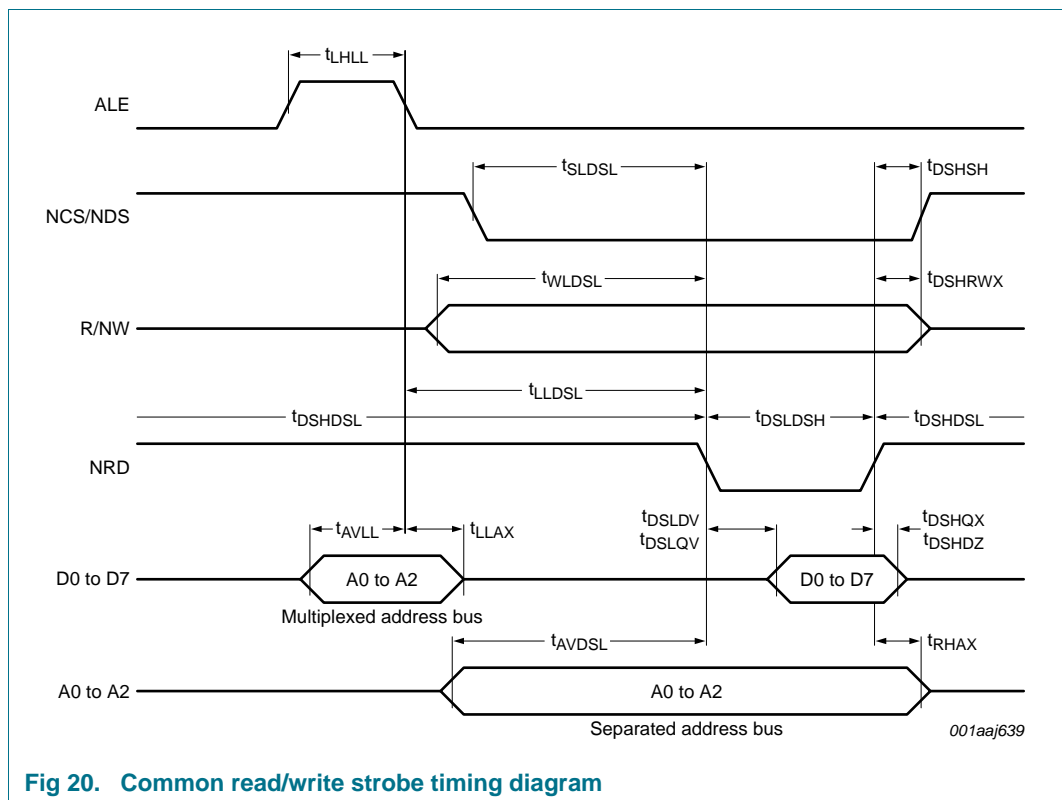 tLHLL
ALE
tSLDSL
tDSHSH
NCS/NDS
tWLDSL
tDSHRWX
R/NW
tLLDSL
tDSHDSL
tDSLDSH
tDSHDSL
NRD
tAVLL
tLLAX
tDSLDV
tDSLQV
tDSHQX
tDSHDZ
D0 to D7
A0 to A2
D0 to D7
Multiplexed address bus
tAVDSL
tRHAX
A0 to A2
A0 to A2
Separated address bus
001aaj639
Fig 20. Common read/write strobe timing diagram